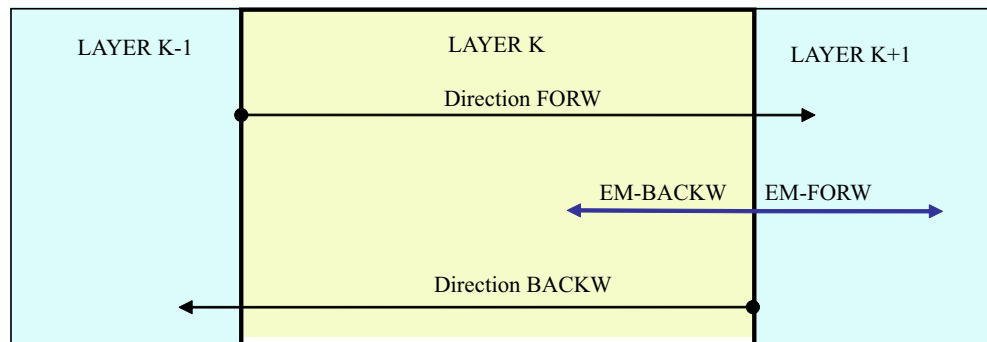 LAYER K-1
LAYER K
LAYER K+1
Direction FORW
EM-BACKW
EM-FORW
Direction BACKW